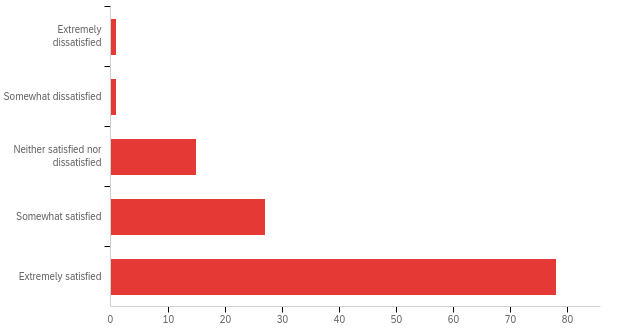 Extremely
dissatisfied
Somewhat dissatisfied
Neither satisfied nor
dissatisfied
Somewhat satisfied
Extremely satisfied
0 10 20 30 40 50 60 70 80